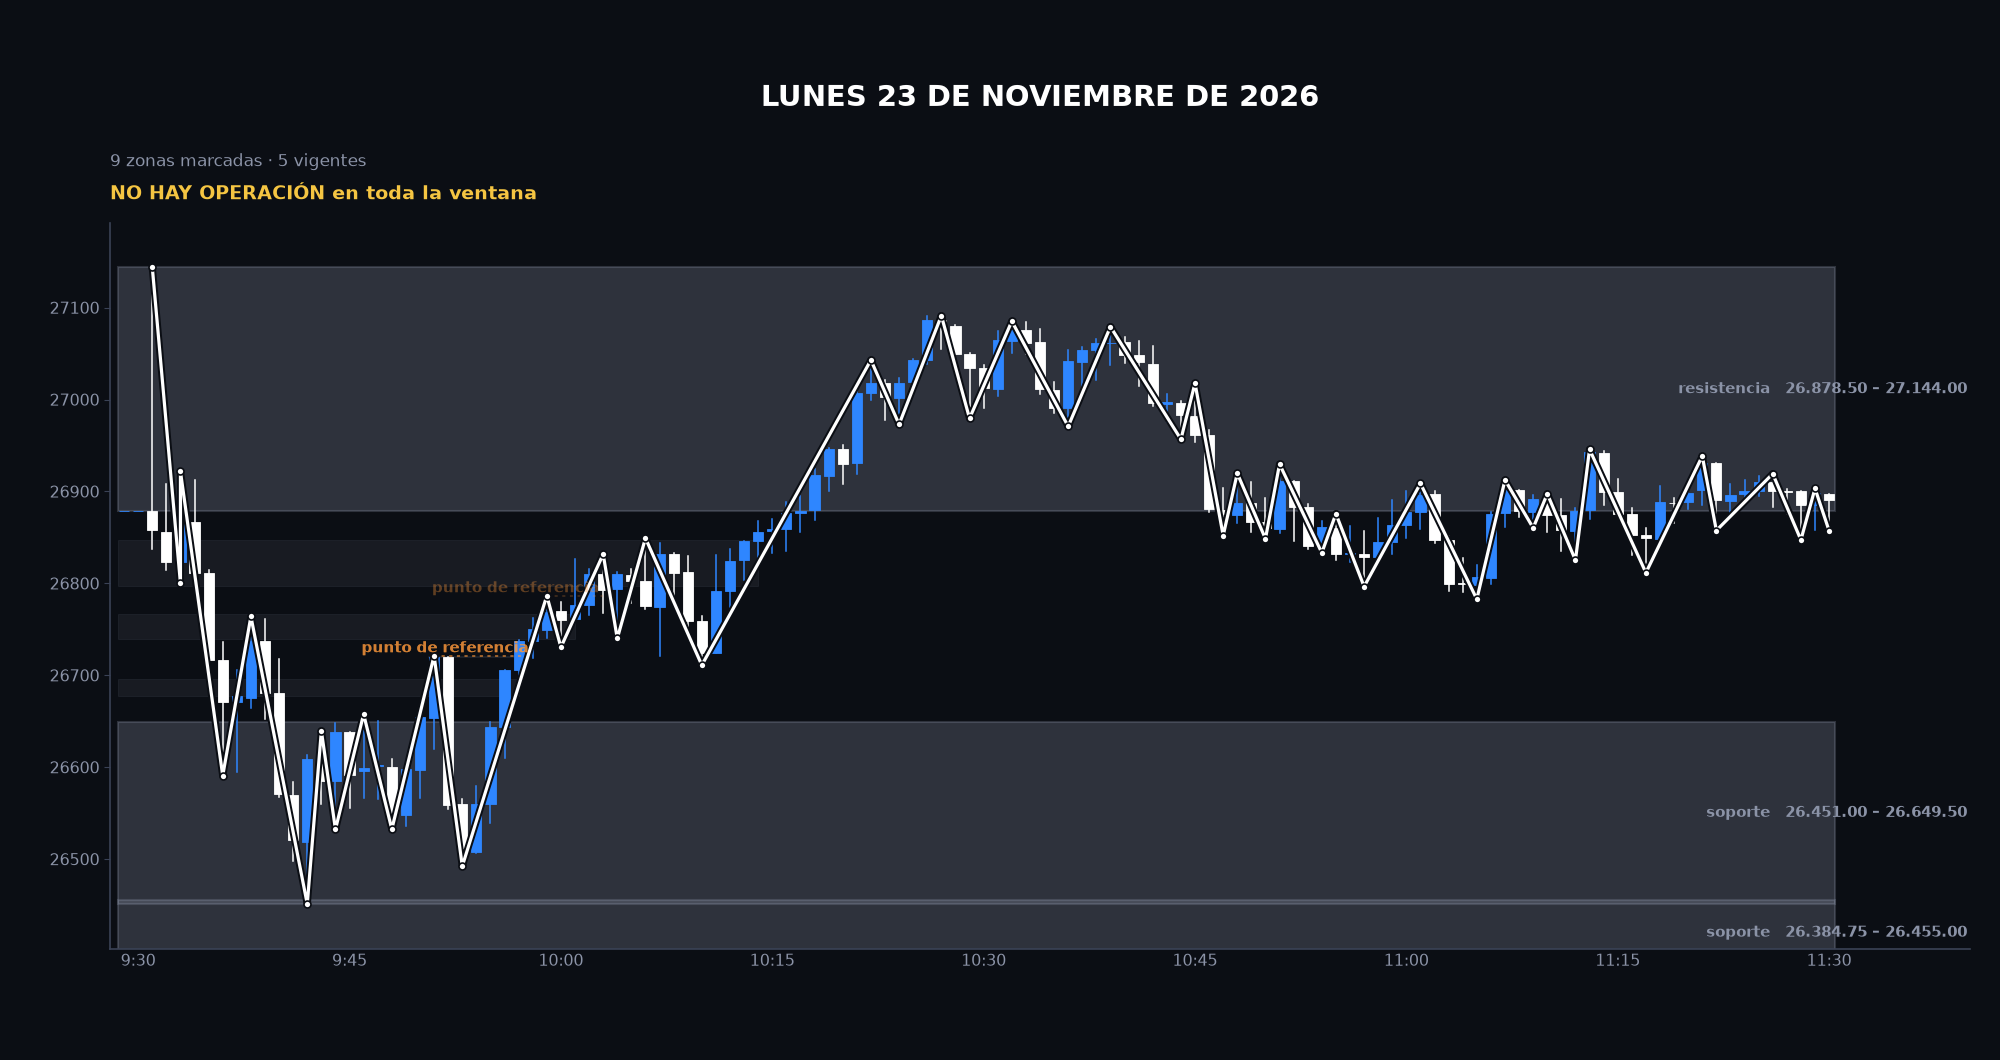 LUNES 23 DE NOVIEMBRE DE 2026
9 zonas marcadas · 5 vigentes
NO HAY OPERACIÓN en toda la ventana
27100
27000
resistencia 26.878.50 – 27.144.00
26900
26800
punto de referenc
punto de referencia
26700
26600
soporte 26.451.00 – 26.649.50
26500
soporte 26.384.75 – 26.455.00
9:30 9:45 10:00 10:15 10:30 10:45 11:00 11:15 11:30